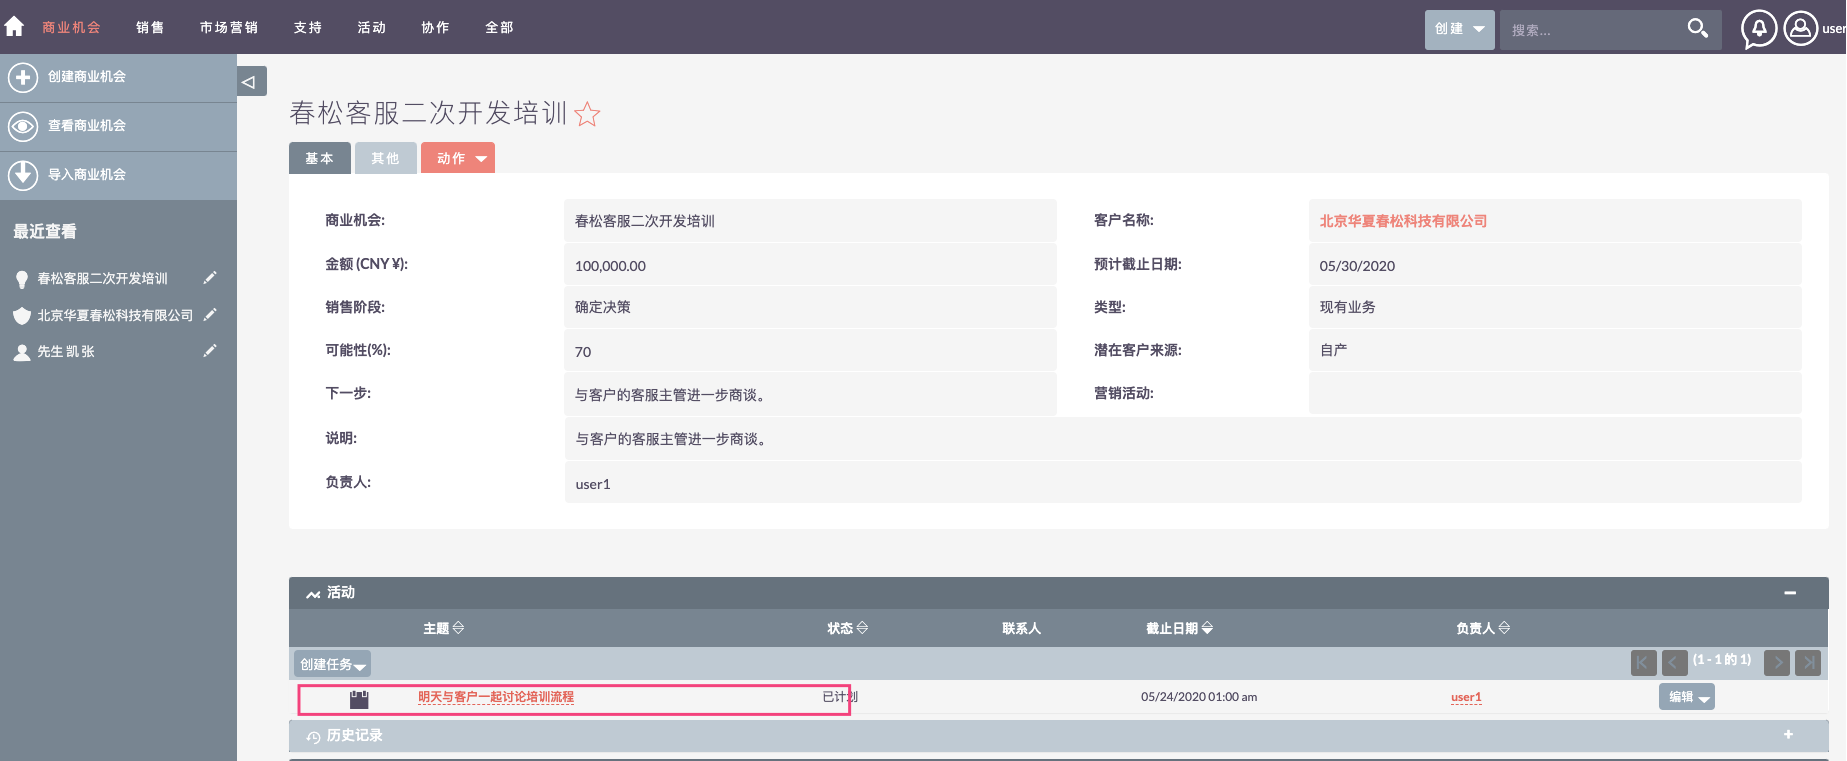 商业机会 销售 市场营销 支持 活动 协作 全部 创建 搜索... user
创建商业机会
查看商业机会
导入商业机会
最近查看
春松客服二次开发培训
北京华夏春松科技有限公司
先生 凯 张
春松客服二次开发培训
基本 其他 动作
商业机会: 春松客服二次开发培训 客户名称: 北京华夏春松科技有限公司
金额 (CNY ¥): 100,000.00 预计截止日期: 05/30/2020
销售阶段: 确定决策 类型: 现有业务
可能性(%): 70 潜在客户来源: 自产
下一步: 与客户的客服主管进一步商谈。 营销活动:
说明: 与客户的客服主管进一步商谈。
负责人: user1
活动
主题 状态 联系人 截止日期 负责人
创建任务 (1 - 1 的 1)
明天与客户一起讨论培训流程 已计划 05/24/2020 01:00 am user1 编辑
历史记录